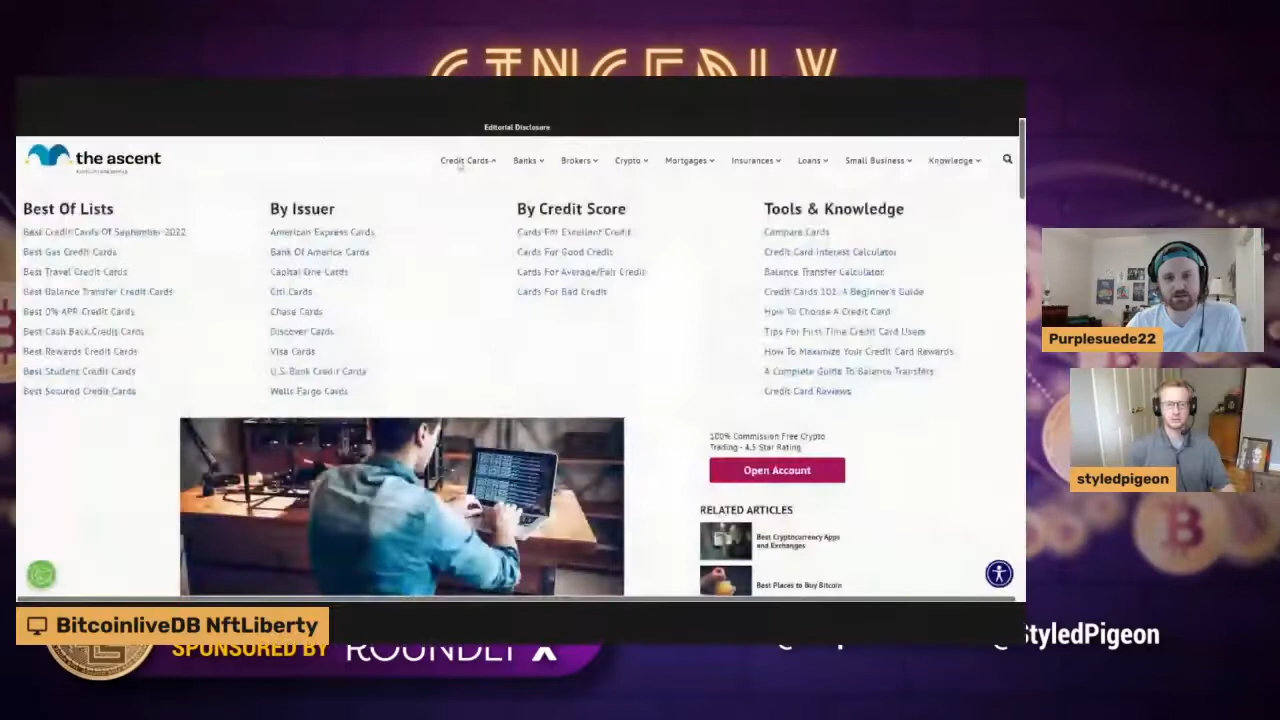 Editorial Disclosure
the ascent
Credit Cards
Banks
Brokers
Crypto
Mortgages
Insurances
Loans
Small Business
Knowledge
Best Of Lists
Best Credit Cards Of September 2022
Best Gas Credit Cards
Best Travel Credit Cards
Best Balance Transfer Credit Cards
Best 0% APR Credit Cards
Best Cash Back Credit Cards
Best Rewards Credit Cards
Best Student Credit Cards
Best Secured Credit Cards
By Issuer
American Express Cards
Bank Of America Cards
Capital One Cards
Citi Cards
Chase Cards
Discover Cards
Visa Cards
U.S. Bank Credit Cards
Wells Fargo Cards
By Credit Score
Cards For Excellent Credit
Cards For Good Credit
Cards For Average/Fair Credit
Cards For Bad Credit
Tools & Knowledge
Compare Cards
Credit Card Interest Calculator
Balance Transfer Calculator
Credit Cards 101: A Beginner's Guide
How To Choose A Credit Card
Tips For First Time Credit Card Users
How To Maximize Your Credit Card Rewards
A Complete Guide To Balance Transfers
Credit Card Reviews
100% Commission Free Crypto
Trading - 4.5 Star Rating
Open Account
RELATED ARTICLES
Best Cryptocurrency Apps
and Exchanges
Best Places to Buy Bitcoin
Purplesuede22
styledpigeon
BitcoinliveDB NftLiberty
SPONSORED BY
StyledPigeon